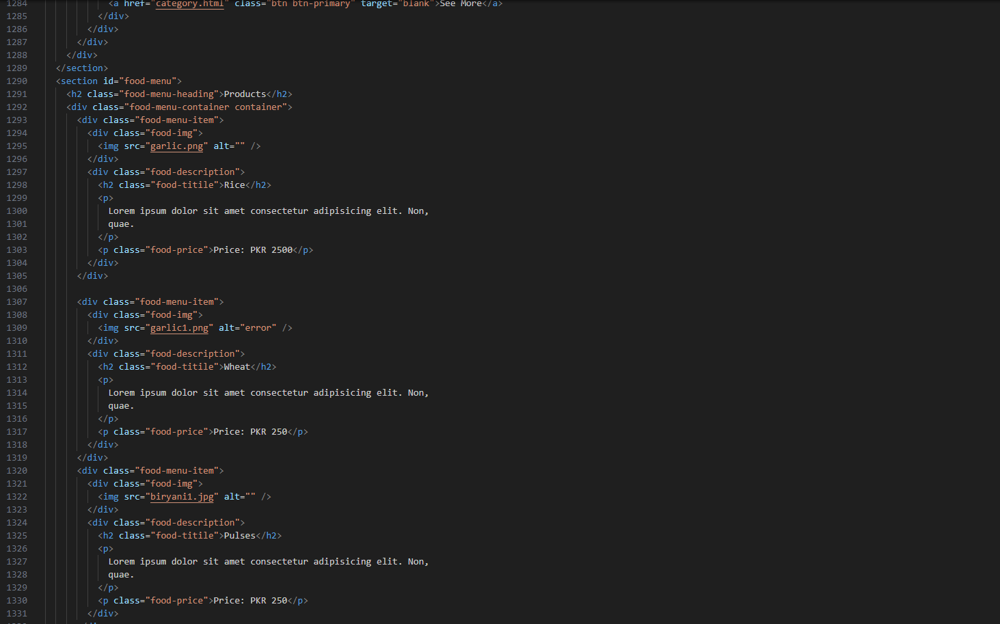 1284 <a href="category.html" class="btn btn-primary" target="blank">See More</a>
1285 </div>
1286 </div>
1287 </div>
1288 </div>
1289 </section>
1290 <section id="food-menu">
1291 <h2 class="food-menu-heading">Products</h2>
1292 <div class="food-menu-container container">
1293 <div class="food-menu-item">
1294 <div class="food-img">
1295 <img src="garlic.png" alt="" />
1296 </div>
1297 <div class="food-description">
1298 <h2 class="food-titile">Rice</h2>
1299 <p>
1300 Lorem ipsum dolor sit amet consectetur adipisicing elit. Non,
1301 quae.
1302 </p>
1303 <p class="food-price">Price: PKR 2500</p>
1304 </div>
1305 </div>
1306
1307 <div class="food-menu-item">
1308 <div class="food-img">
1309 <img src="garlic1.png" alt="error" />
1310 </div>
1311 <div class="food-description">
1312 <h2 class="food-titile">Wheat</h2>
1313 <p>
1314 Lorem ipsum dolor sit amet consectetur adipisicing elit. Non,
1315 quae.
1316 </p>
1317 <p class="food-price">Price: PKR 250</p>
1318 </div>
1319 </div>
1320 <div class="food-menu-item">
1321 <div class="food-img">
1322 <img src="biryani1.jpg" alt="" />
1323 </div>
1324 <div class="food-description">
1325 <h2 class="food-titile">Pulses</h2>
1326 <p>
1327 Lorem ipsum dolor sit amet consectetur adipisicing elit. Non,
1328 quae.
1329 </p>
1330 <p class="food-price">Price: PKR 250</p>
1331 </div>